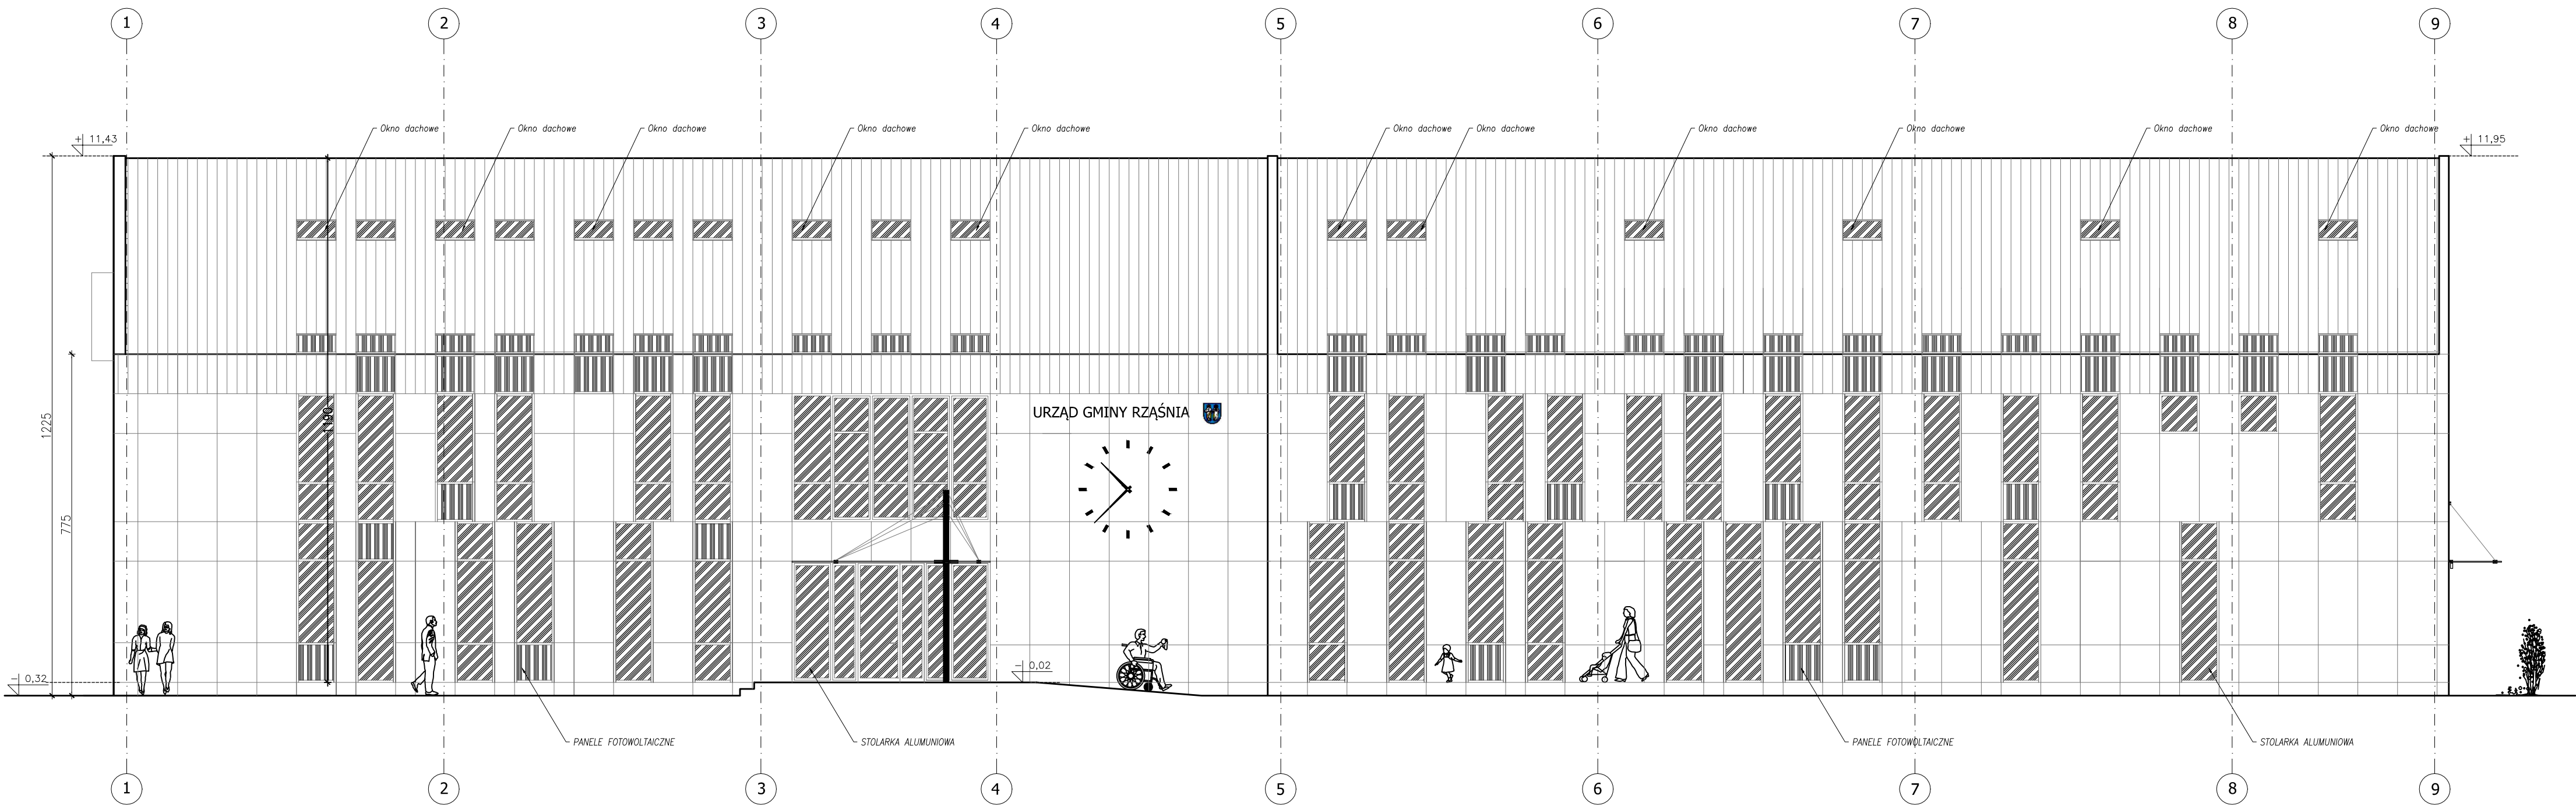 1 2 3 4 5 6 7 8 9
Okno dachowe Okno dachowe Okno dachowe Okno dachowe Okno dachowe Okno dachowe Okno dachowe Okno dachowe Okno dachowe Okno dachowe Okno dachowe
+ 11,43
+ 11,95
1225
775
1190
URZĄD GMINY RZĄŚNIA
- 0,32
- 0,02
PANELE FOTOWOLTAICZNE STOLARKA ALUMUNIOWA PANELE FOTOWOLTAICZNE STOLARKA ALUMUNIOWA
1 2 3 4 5 6 7 8 9